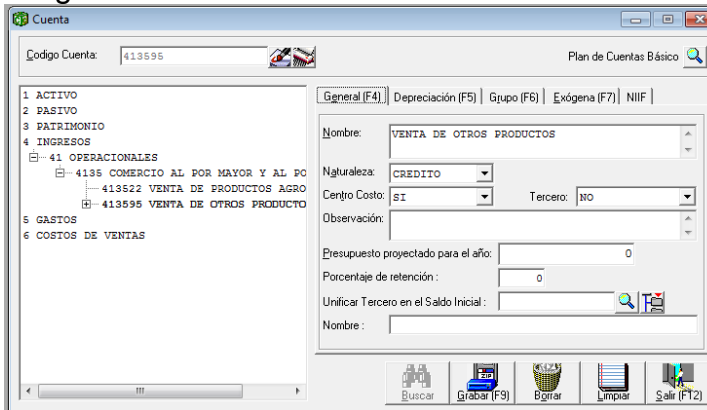 Cuenta
Codigo Cuenta: 413595
Plan de Cuentas Básico
1 ACTIVO
2 PASIVO
3 PATRIMONIO
4 INGRESOS
41 OPERACIONALES
4135 COMERCIO AL POR MAYOR Y AL PO
413522 VENTA DE PRODUCTOS AGRO
413595 VENTA DE OTROS PRODUCTO
5 GASTOS
6 COSTOS DE VENTAS
General (F4) Depreciación (F5) Grupo (F6) Exógena (F7) NIIF
Nombre: VENTA DE OTROS PRODUCTOS
Naturaleza: CREDITO
Centro Costo: SI Tercero: NO
Observación:
Presupuesto proyectado para el año: 0
Porcentaje de retención : 0
Unificar Tercero en el Saldo Inicial :
Nombre :
Buscar Grabar (F9) Borrar Limpiar Salir (F12)
ZIP